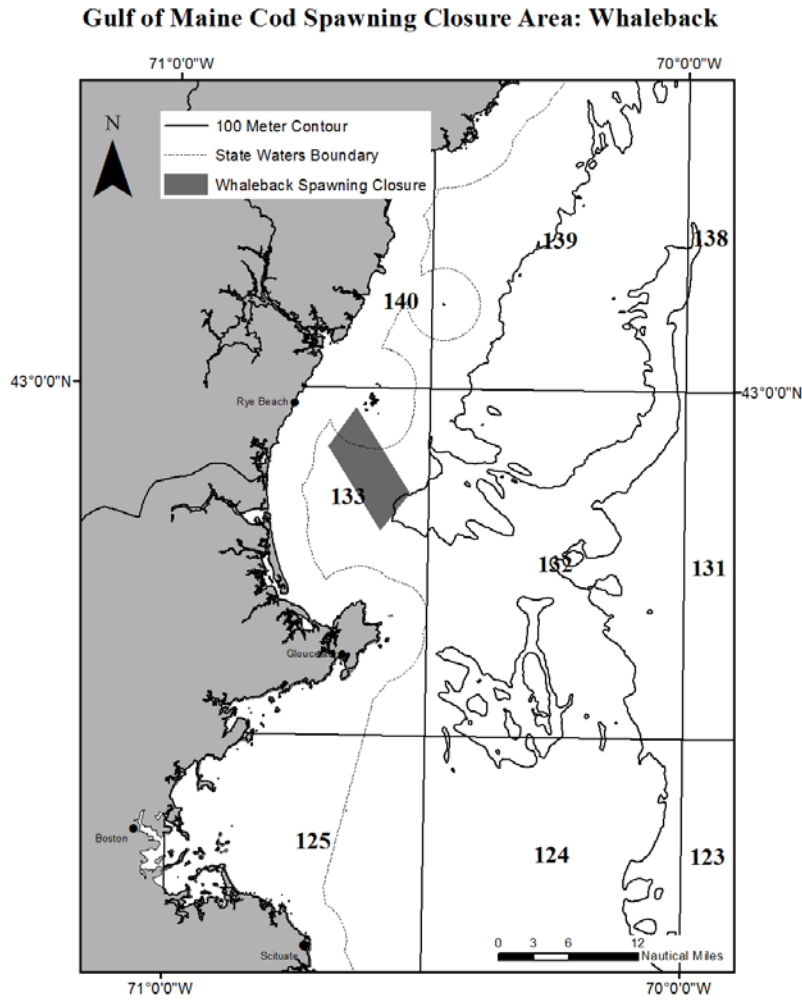 Gulf of Maine Cod Spawning Closure Area: Whaleback
71°0'0"W 70°0'0"W
N
100 Meter Contour
State Waters Boundary
Whaleback Spawning Closure
139 138
140
43°0'0"N 43°0'0"N
Rye Beach
133
132 131
Gloucester
125 124 123
Boston
0 3 6 12
Nautical Miles
Scituate
71°0'0"W 70°0'0"W